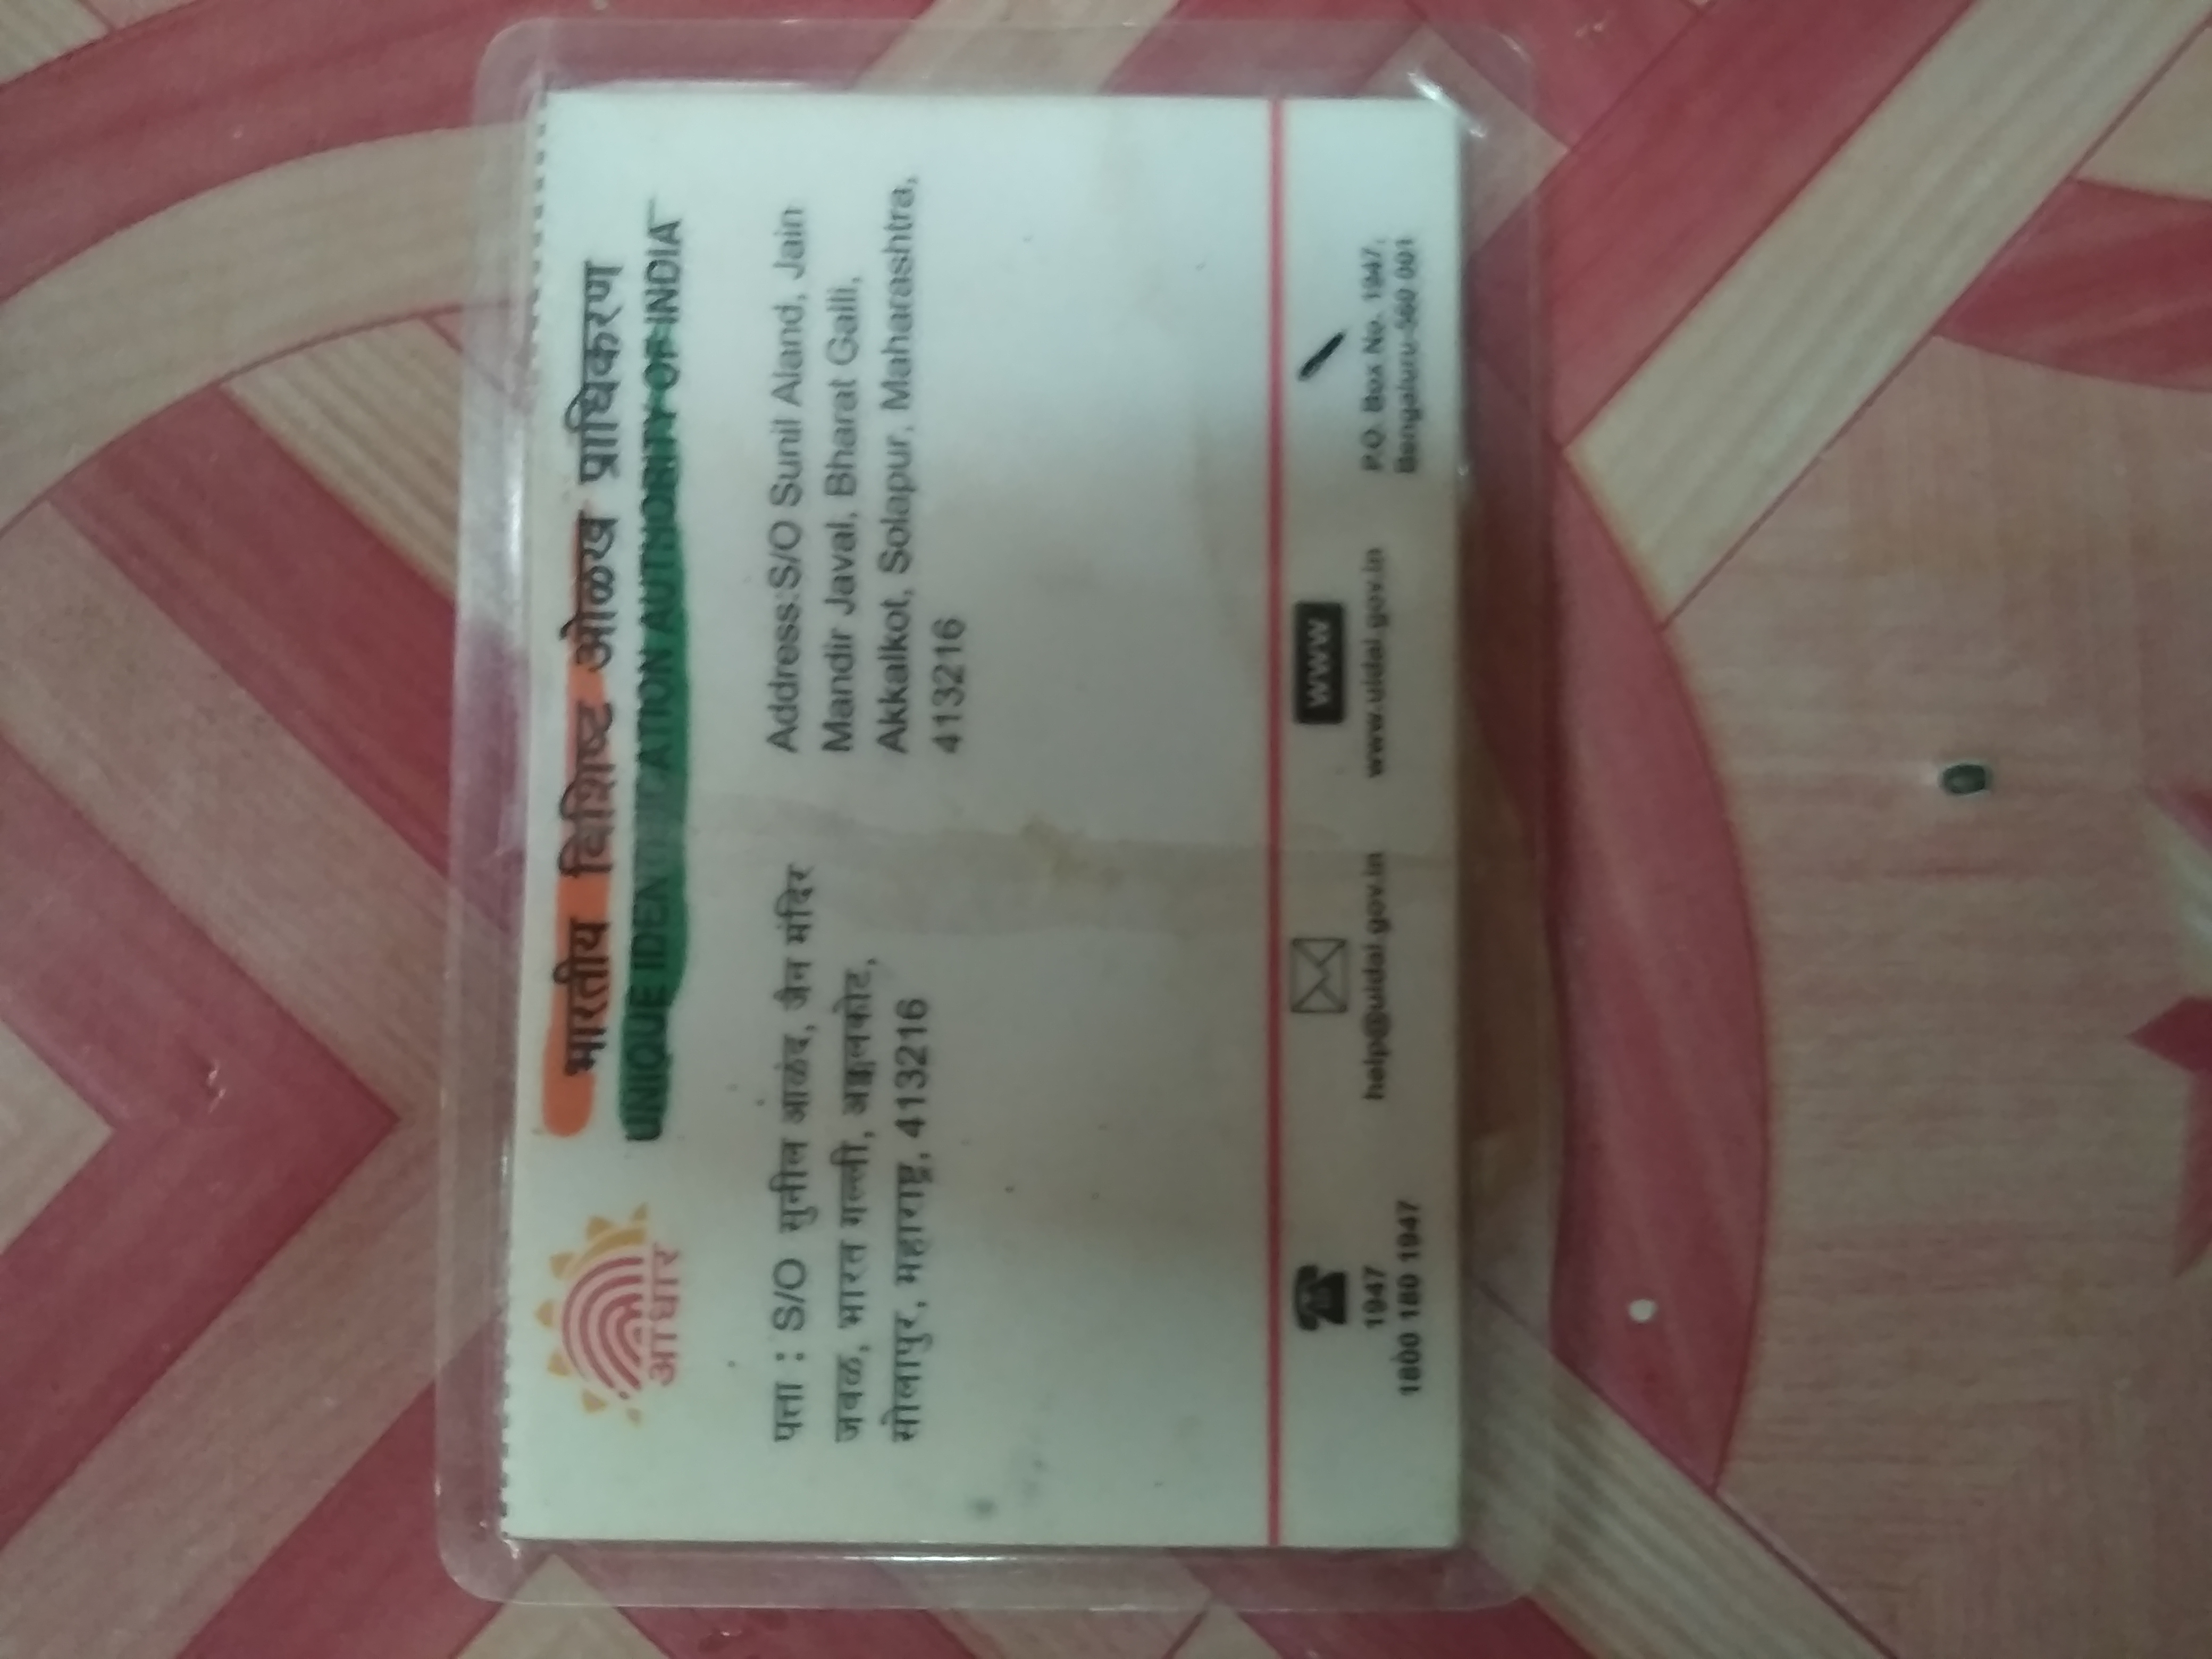 भारतीय विशिष्ट ओळख प्राधिकरण
UNIQUE IDENTIFICATION AUTHORITY OF INDIA
आधार
पत्ता : S/O सुनील आळंद, जैन मंदिर
जवळ, भारत गल्ली, अक्कलकोट,
सोलापुर, महाराष्ट्र, 413216
Address:S/O Sunil Aland, Jain
Mandir Javal, Bharat Galli,
Akkalkot, Solapur, Maharashtra,
413216
1947
1800 180 1947
help@uidai.gov.in
WWW
www.uidai.gov.in
P.O. Box No. 1947,
Bengaluru-560 001